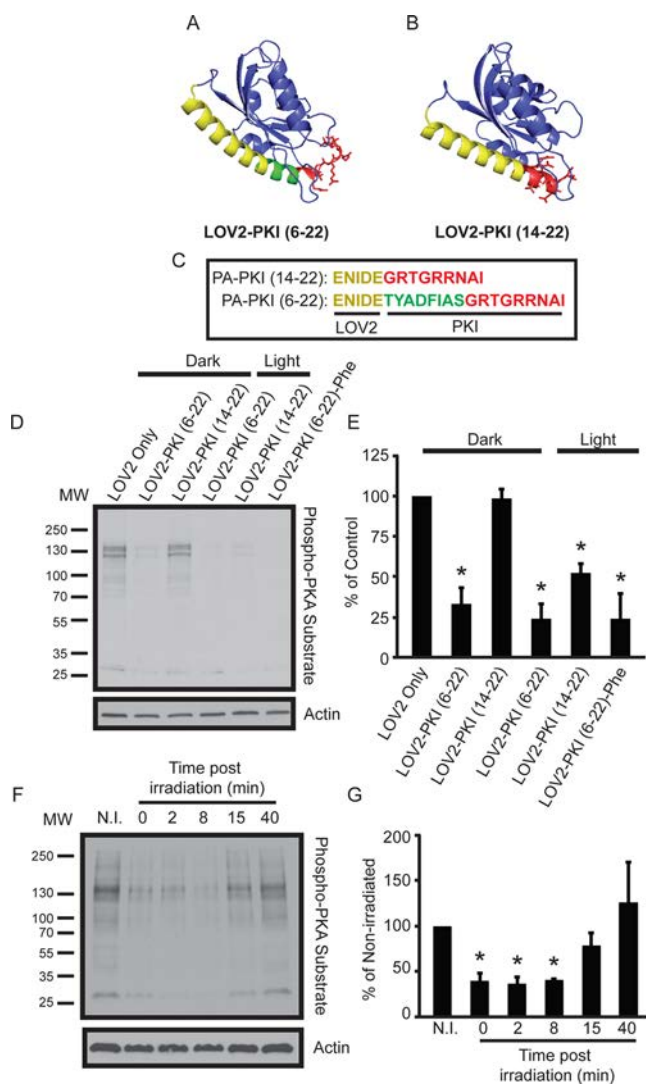 A
B
LOV2-PKI (6-22)
LOV2-PKI (14-22)
C
PA-PKI (14-22): ENIDEGRTGRRNAI
PA-PKI (6-22): ENIDETYADFIASGRTGRRNAI
LOV2
PKI
D
Dark
Light
LOV2 Only
LOV2-PKI (6-22)
LOV2-PKI (14-22)
LOV2-PKI (6-22)
LOV2-PKI (14-22)
LOV2-PKI (6-22)-Phe
MW
250
130
100
70
55
35
25
Phospho-PKA Substrate
Actin
E
Dark
Light
% of Control
125
100
75
50
25
* * * *
LOV2 Only
LOV2-PKI (6-22)
LOV2-PKI (14-22)
LOV2-PKI (6-22)
LOV2-PKI (14-22)
LOV2-PKI (6-22)-Phe
F
Time post
irradiation (min)
MW
N.I. 0 2 8 15 40
250
130
100
70
55
35
25
Phospho-PKA Substrate
Actin
G
% of Non-irradiated
200
150
100
50
0
* * *
N.I. 0 2 8 15 40
Time post
irradiation (min)